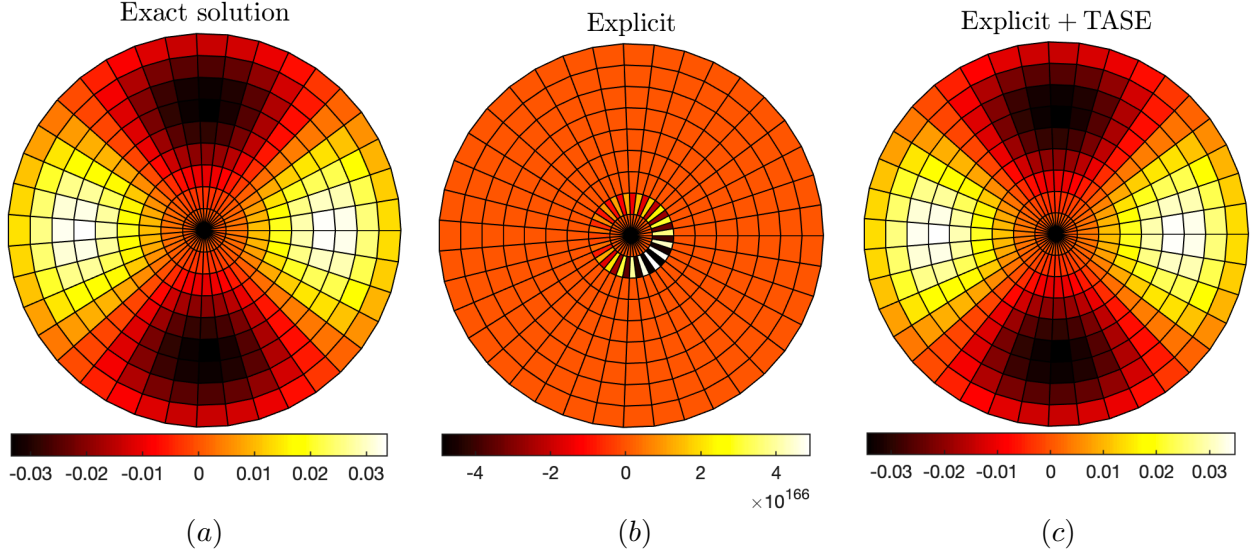 Exact solution
Explicit
Explicit + TASE
-0.03 -0.02 -0.01 0 0.01 0.02 0.03
-4 -2 0 2 4
×10^166
-0.03 -0.02 -0.01 0 0.01 0.02 0.03
(a)
(b)
(c)